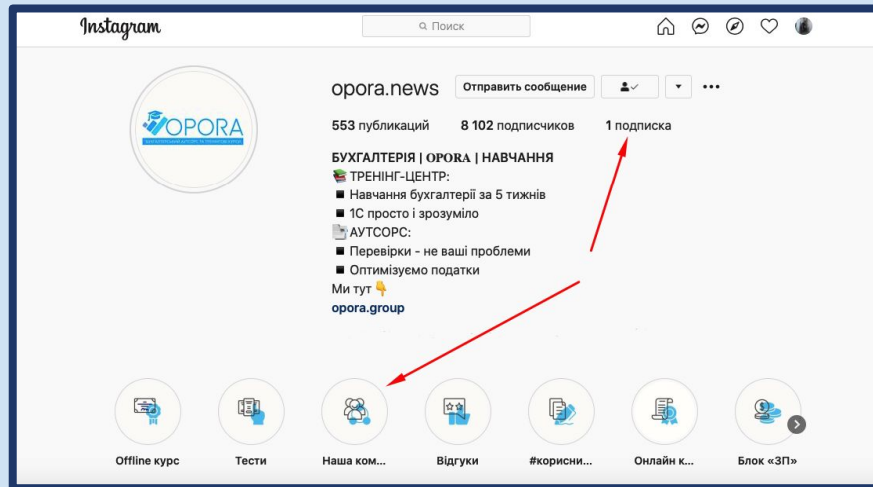 Instagram
Поиск
OPORA
opora.news
Отправить сообщение
553 публикаций 8 102 подписчиков 1 подписка
БУХГАЛТЕРІЯ | OPORA | НАВЧАННЯ
ТРЕНІНГ-ЦЕНТР:
Навчання бухгалтерії за 5 тижнів
1С просто і зрозуміло
АУТСОРС:
Перевірки - не ваші проблеми
Оптимізуємо податки
Ми тут
opora.group
Offline курс Тести Наша ком... Відгуки #корисни... Онлайн к... Блок «ЗП»